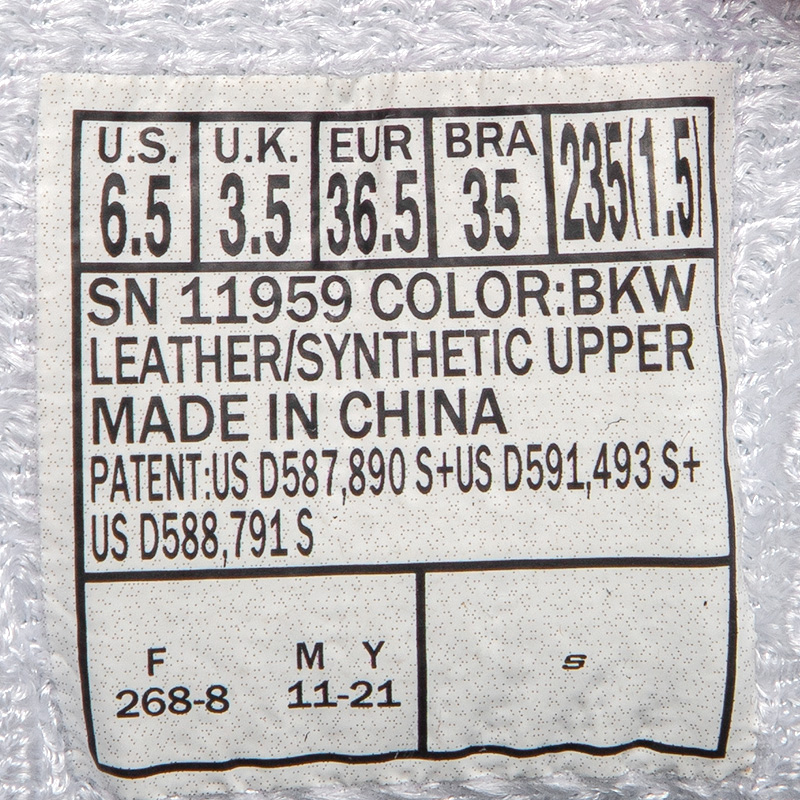 U.S. U.K. EUR BRA 235(1.5)
6.5 3.5 36.5 35
SN 11959 COLOR:BKW
LEATHER/SYNTHETIC UPPER
MADE IN CHINA
PATENT:US D587,890 S+US D591,493 S+
US D588,791 S
F M Y
268-8 11-21
S